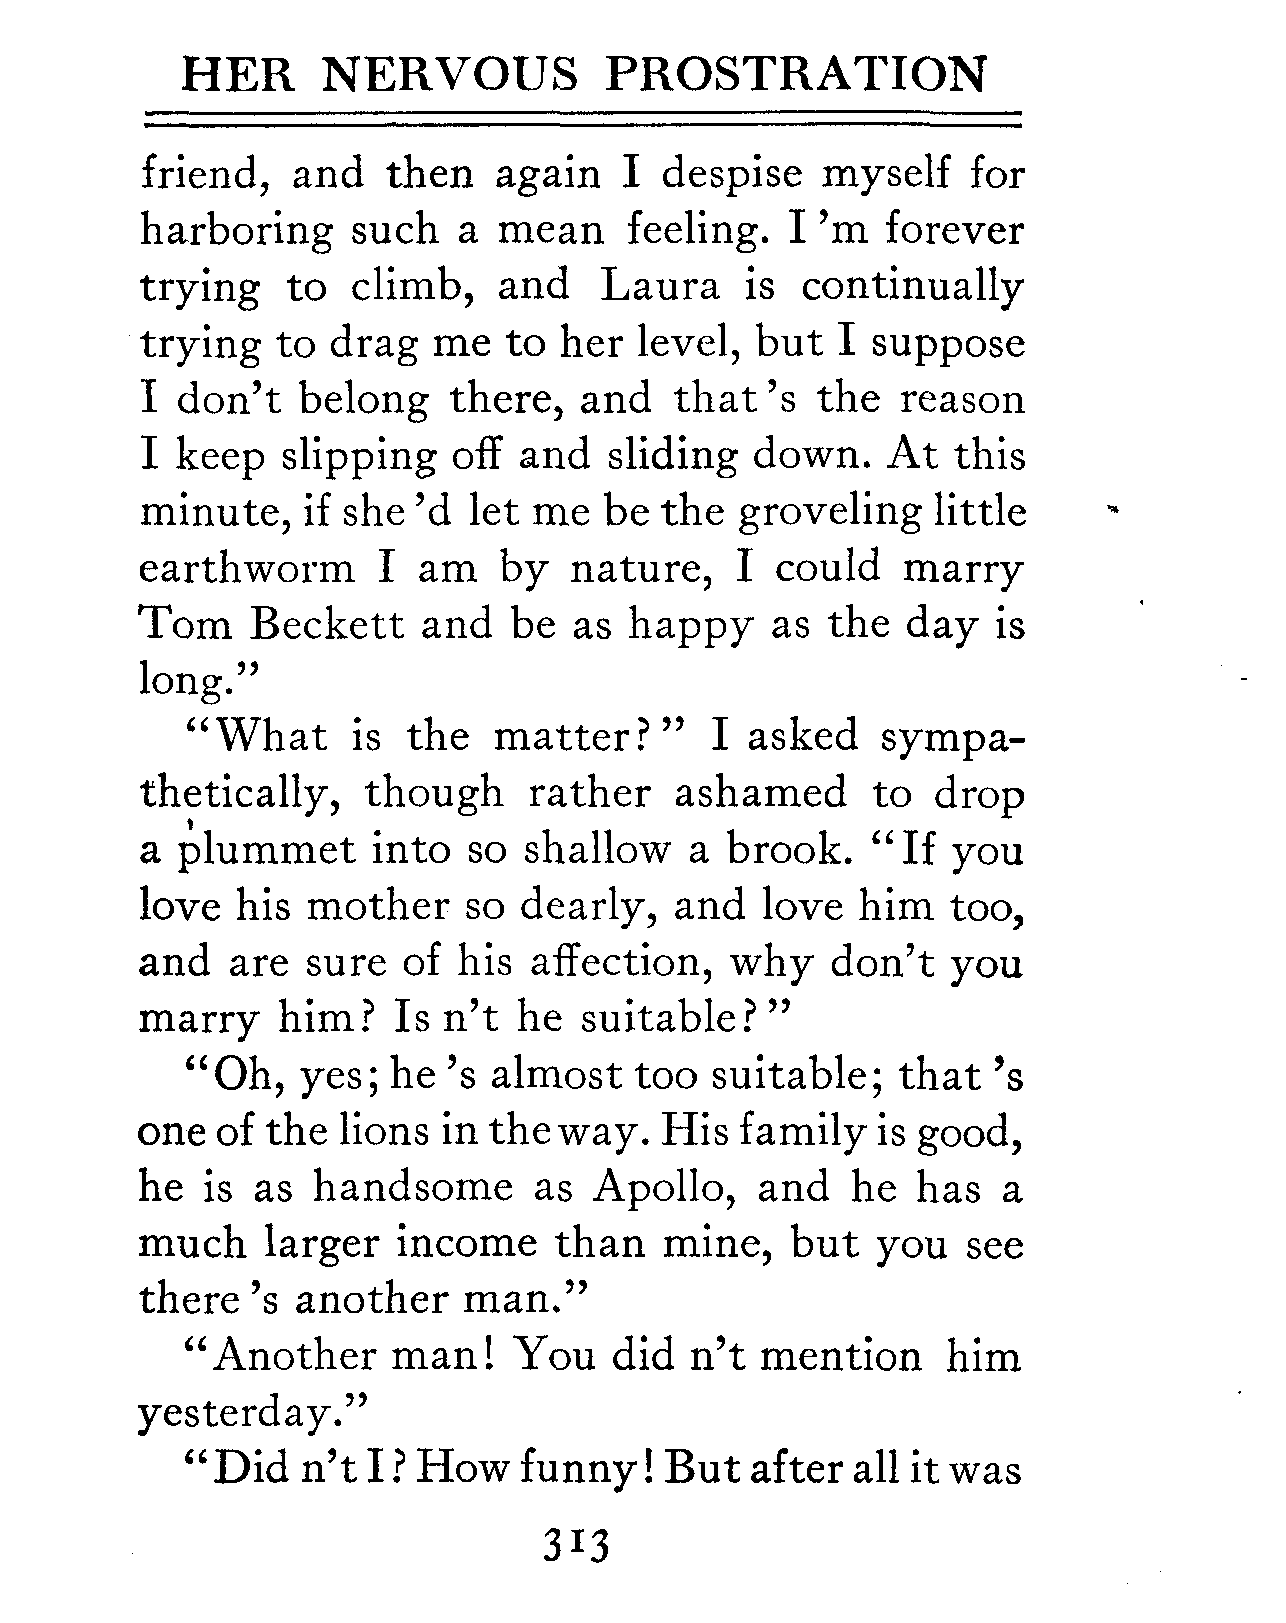 HER NERVOUS PROSTRATION
friend, and then again I despise myself for
harboring such a mean feeling. I 'm forever
trying to climb, and Laura is continually
trying to drag me to her level, but I suppose
I don't belong there, and that 's the reason
I keep slipping off and sliding down. At this
minute, if she 'd let me be the groveling little
earthworm I am by nature, I could marry
Tom Beckett and be as happy as the day is
long."
"What is the matter?" I asked sympa-
thetically, though rather ashamed to drop
a plummet into so shallow a brook. "If you
love his mother so dearly, and love him too,
and are sure of his affection, why don't you
marry him? Is n't he suitable?"
"Oh, yes; he 's almost too suitable; that 's
one of the lions in the way. His family is good,
he is as handsome as Apollo, and he has a
much larger income than mine, but you see
there 's another man."
"Another man! You did n't mention him
yesterday."
"Did n't I? How funny! But after all it was
313